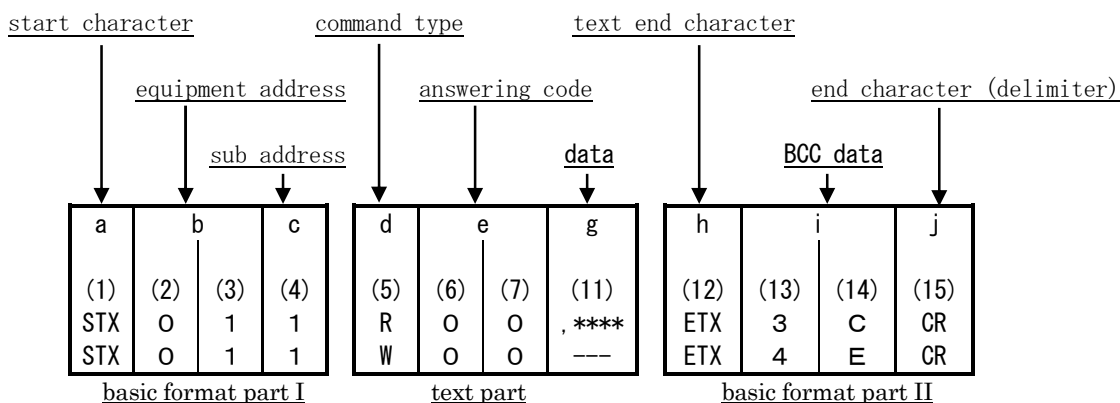 start character command type text end character
equipment address answering code end character (delimiter)
sub address data BCC data
a b c d e g h i j
(1) (2) (3) (4) (5) (6) (7) (11) (12) (13) (14) (15)
STX 0 1 1 R 0 0 ,**** ETX 3 C CR
STX 0 1 1 W 0 0 --- ETX 4 E CR
basic format part I text part basic format part II